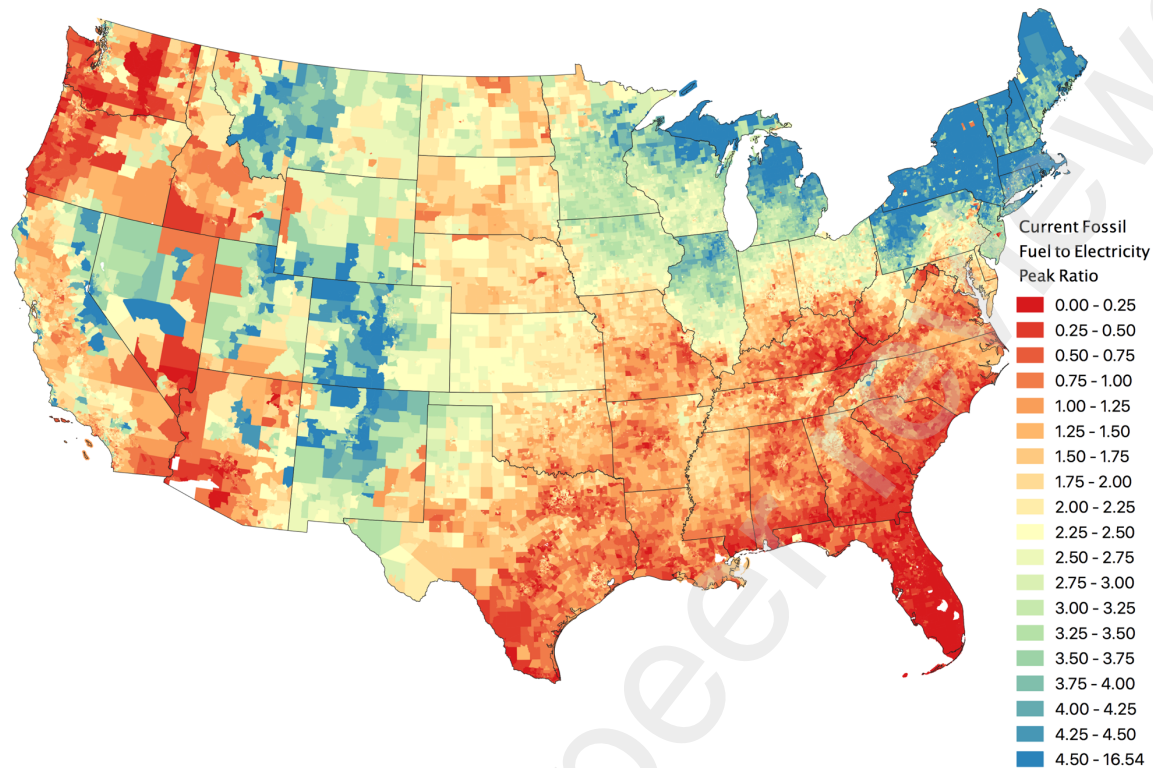 Current Fossil
Fuel to Electricity
Peak Ratio
0.00 - 0.25
0.25 - 0.50
0.50 - 0.75
0.75 - 1.00
1.00 - 1.25
1.25 - 1.50
1.50 - 1.75
1.75 - 2.00
2.00 - 2.25
2.25 - 2.50
2.50 - 2.75
2.75 - 3.00
3.00 - 3.25
3.25 - 3.50
3.50 - 3.75
3.75 - 4.00
4.00 - 4.25
4.25 - 4.50
4.50 - 16.54
peer review